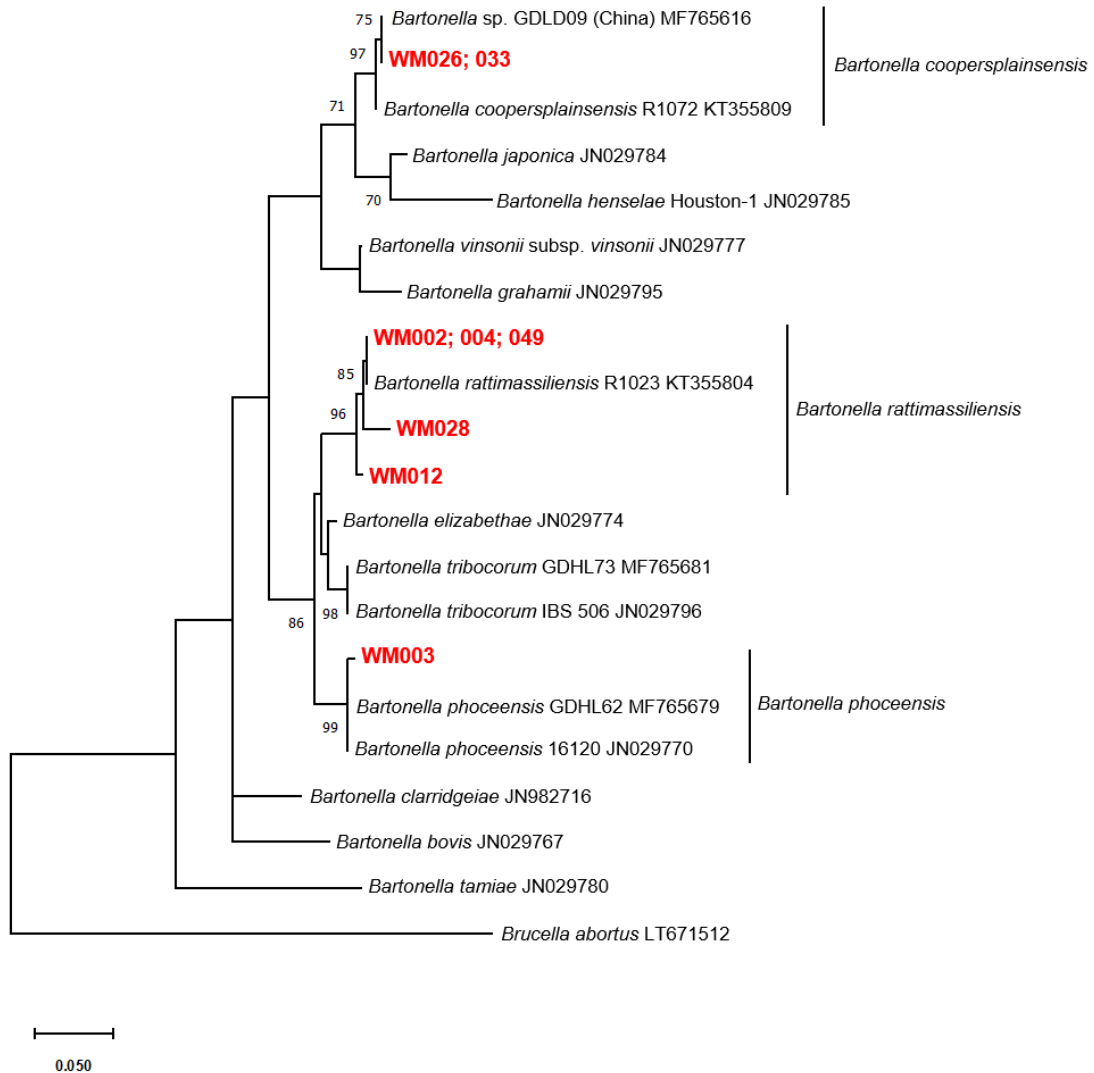 Bartonella sp. GDLD09 (China) MF765616
75
WM026; 033
97
Bartonella coopersplainsensis
Bartonella coopersplainsensis R1072 KT355809
71
Bartonella japonica JN029784
70
Bartonella henselae Houston-1 JN029785
Bartonella vinsonii subsp. vinsonii JN029777
Bartonella grahamii JN029795
WM002; 004; 049
85
Bartonella rattimassiliensis R1023 KT355804
Bartonella rattimassiliensis
96
WM028
WM012
Bartonella elizabethae JN029774
Bartonella tribocorum GDHL73 MF765681
98
Bartonella tribocorum IBS 506 JN029796
86
WM003
Bartonella phoceensis GDHL62 MF765679
Bartonella phoceensis
99
Bartonella phoceensis 16120 JN029770
Bartonella clarridgeiae JN982716
Bartonella bovis JN029767
Bartonella tamiae JN029780
Brucella abortus LT671512
0.050